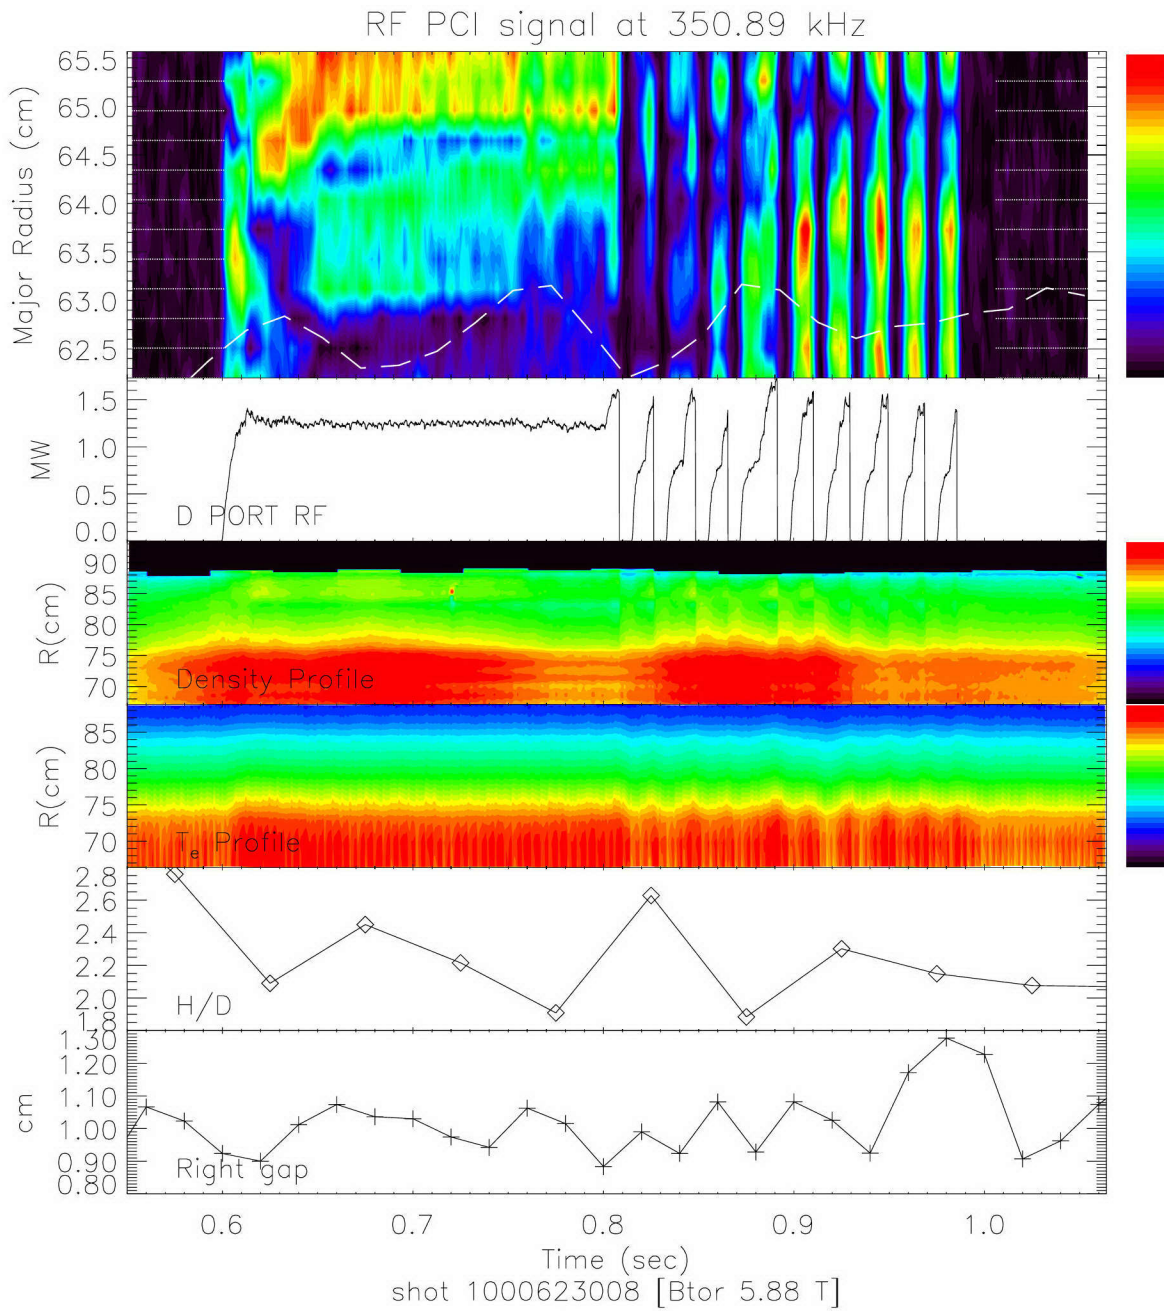 RF PCI signal at 350.89 kHz
Major Radius (cm)
65.5
65.0
64.5
64.0
63.5
63.0
62.5
MW
1.5
1.0
0.5
0.0
D PORT RF
R(cm)
90
85
80
75
70
Density Profile
R(cm)
85
80
75
70
Te Profile
2.8
2.6
2.4
2.2
2.0
1.8
H/D
cm
1.30
1.20
1.10
1.00
0.90
0.80
Right gap
0.6 0.7 0.8 0.9 1.0
Time (sec)
shot 1000623008 [Btor 5.88 T]